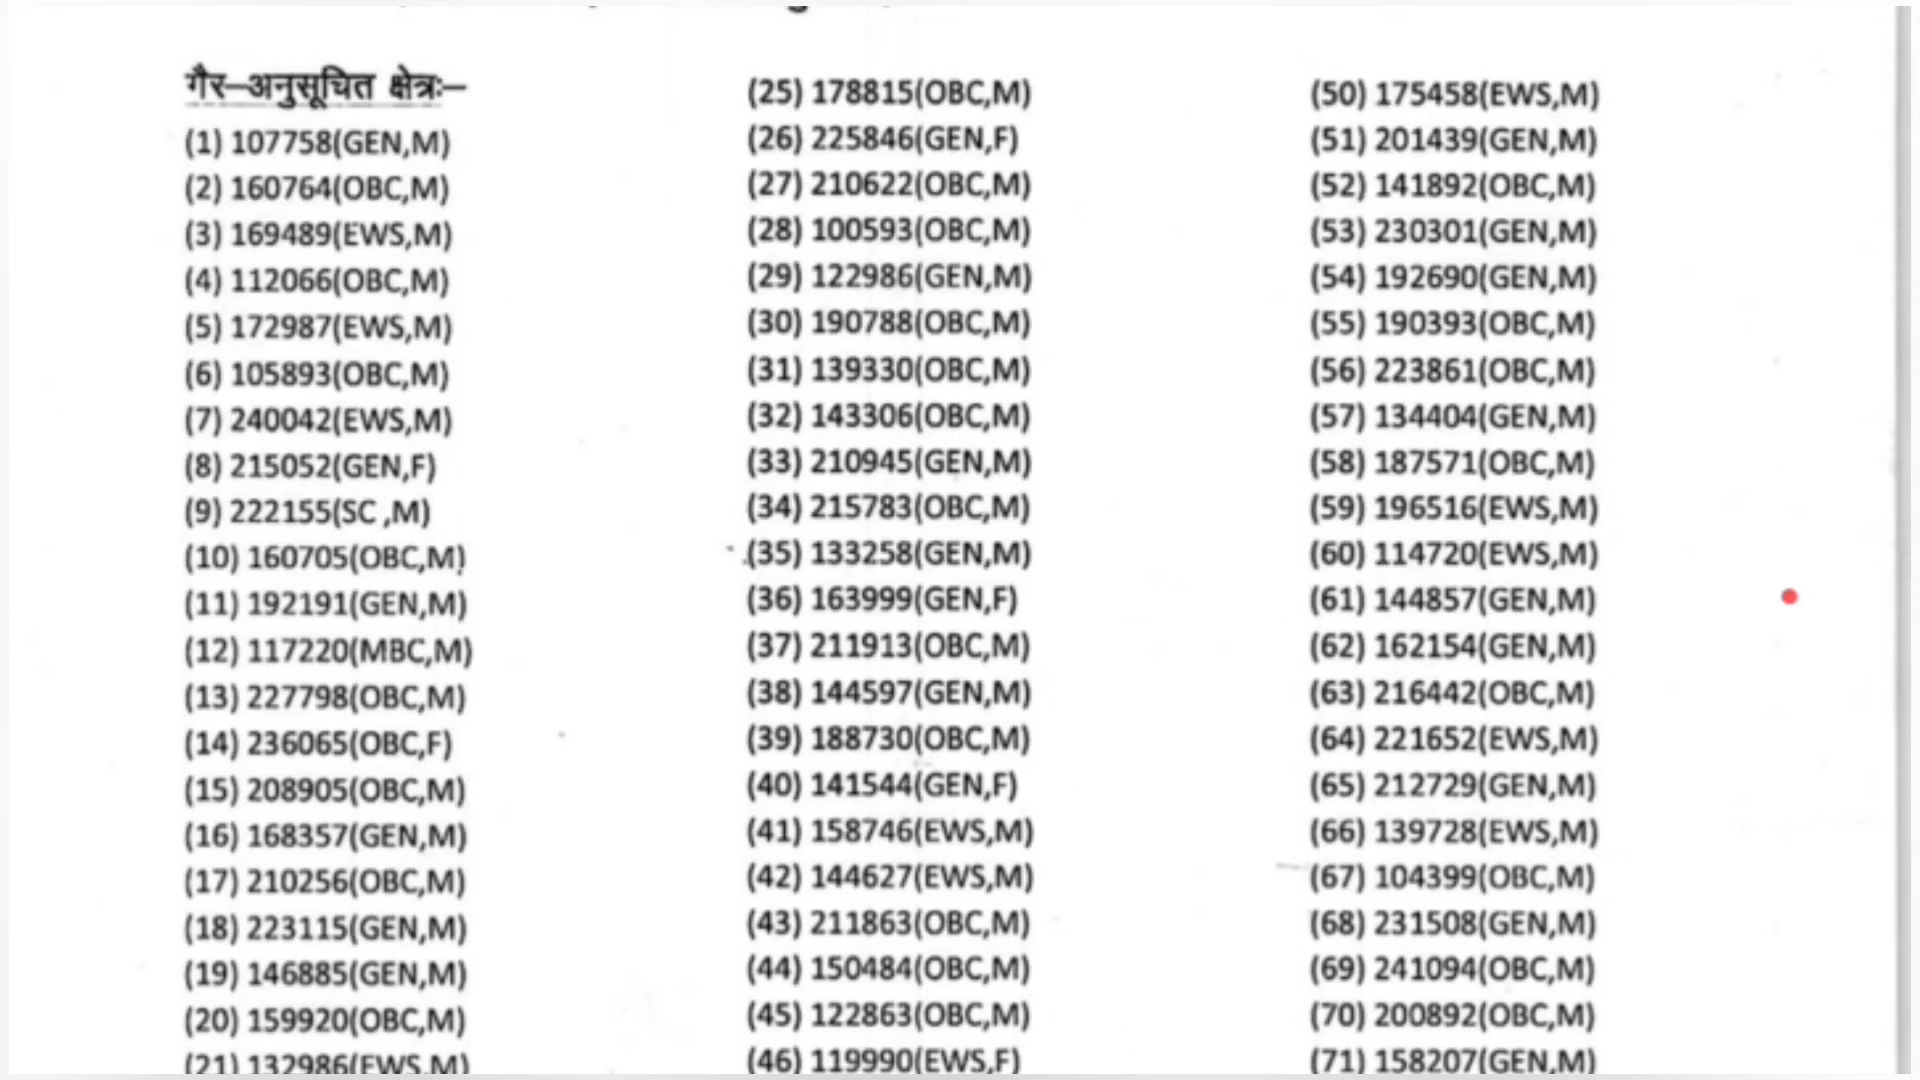 गैर–अनुसूचित क्षेत्रः–
(1) 107758(GEN,M)
(2) 160764(OBC,M)
(3) 169489(EWS,M)
(4) 112066(OBC,M)
(5) 172987(EWS,M)
(6) 105893(OBC,M)
(7) 240042(EWS,M)
(8) 215052(GEN,F)
(9) 222155(SC ,M)
(10) 160705(OBC,M)
(11) 192191(GEN,M)
(12) 117220(MBC,M)
(13) 227798(OBC,M)
(14) 236065(OBC,F)
(15) 208905(OBC,M)
(16) 168357(GEN,M)
(17) 210256(OBC,M)
(18) 223115(GEN,M)
(19) 146885(GEN,M)
(20) 159920(OBC,M)
(21) 132986(EWS,M)
(25) 178815(OBC,M)
(26) 225846(GEN,F)
(27) 210622(OBC,M)
(28) 100593(OBC,M)
(29) 122986(GEN,M)
(30) 190788(OBC,M)
(31) 139330(OBC,M)
(32) 143306(OBC,M)
(33) 210945(GEN,M)
(34) 215783(OBC,M)
(35) 133258(GEN,M)
(36) 163999(GEN,F)
(37) 211913(OBC,M)
(38) 144597(GEN,M)
(39) 188730(OBC,M)
(40) 141544(GEN,F)
(41) 158746(EWS,M)
(42) 144627(EWS,M)
(43) 211863(OBC,M)
(44) 150484(OBC,M)
(45) 122863(OBC,M)
(46) 119990(EWS,F)
(50) 175458(EWS,M)
(51) 201439(GEN,M)
(52) 141892(OBC,M)
(53) 230301(GEN,M)
(54) 192690(GEN,M)
(55) 190393(OBC,M)
(56) 223861(OBC,M)
(57) 134404(GEN,M)
(58) 187571(OBC,M)
(59) 196516(EWS,M)
(60) 114720(EWS,M)
(61) 144857(GEN,M)
(62) 162154(GEN,M)
(63) 216442(OBC,M)
(64) 221652(EWS,M)
(65) 212729(GEN,M)
(66) 139728(EWS,M)
(67) 104399(OBC,M)
(68) 231508(GEN,M)
(69) 241094(OBC,M)
(70) 200892(OBC,M)
(71) 158207(GEN,M)